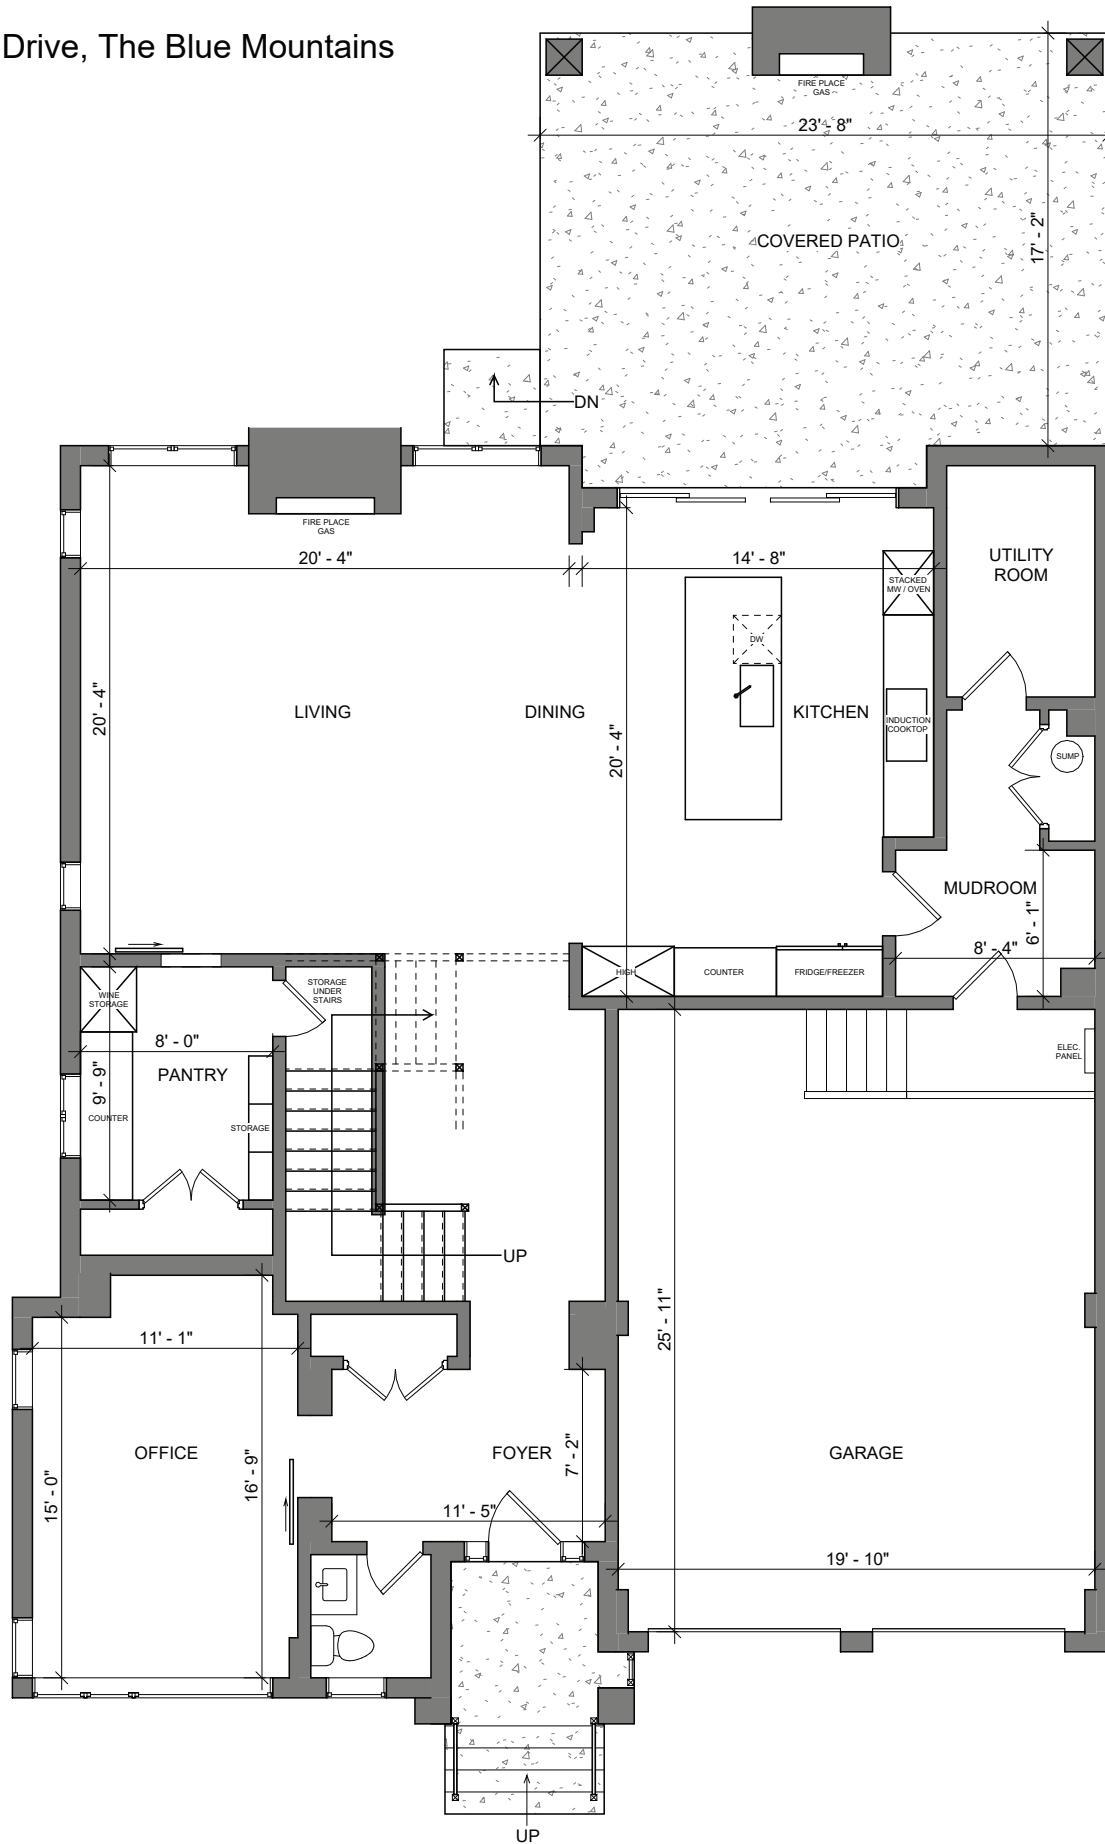 Drive, The Blue Mountains
FIRE PLACE
GAS
23' - 8"
COVERED PATIO
17' - 2"
DN
FIRE PLACE
GAS
20' - 4"
14' - 8"
STACKED
MW / OVEN
UTILITY
ROOM
DW
20' - 4"
LIVING
DINING
20' - 4"
KITCHEN
INDUCTION
COOKTOP
SUMP
MUDROOM
6' - 1"
8' - 4"
HIGH
COUNTER
FRIDGE/FREEZER
WINE
STORAGE
STORAGE
UNDER
STAIRS
8' - 0"
PANTRY
9' - 9"
COUNTER
STORAGE
ELEC.
PANEL
UP
25' - 11"
11' - 1"
OFFICE
15' - 0"
16' - 9"
FOYER
7' - 2"
11' - 5"
GARAGE
19' - 10"
UP